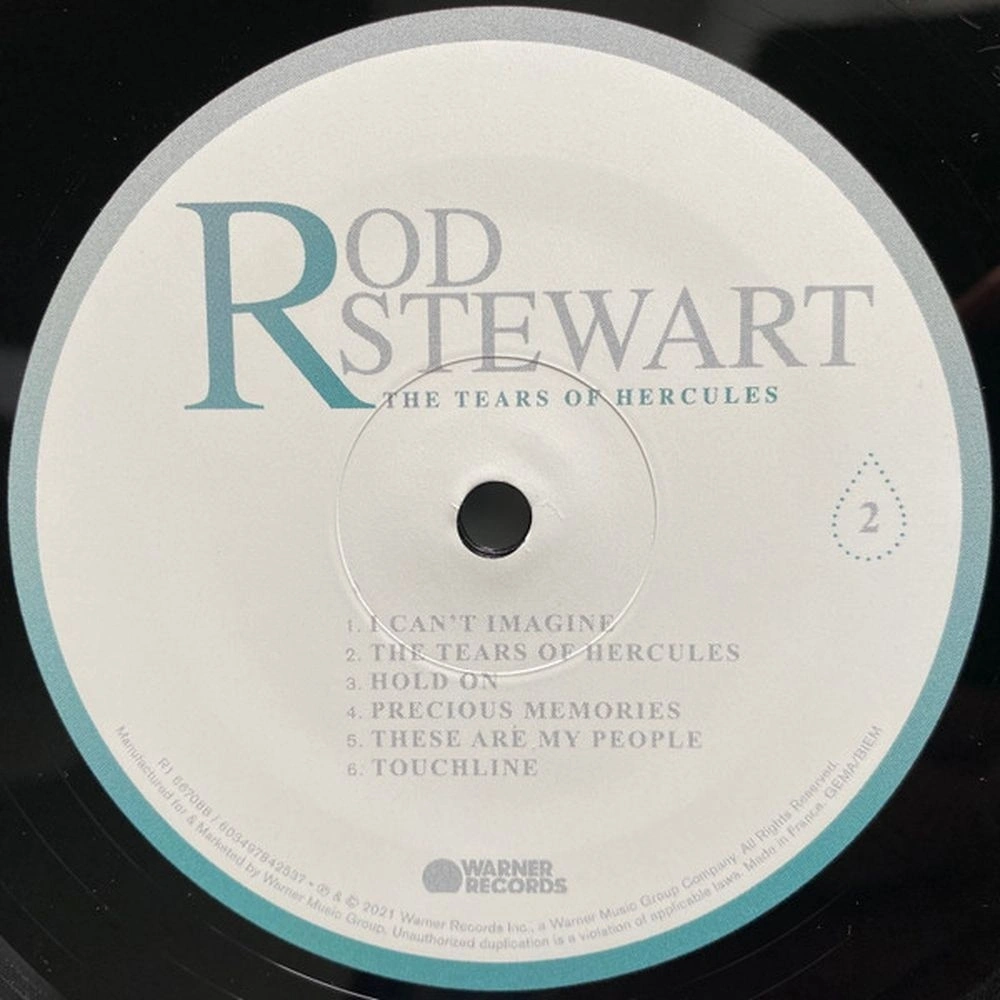 ROD
STEWART
THE TEARS OF HERCULES
2
1. I CAN'T IMAGINE
2. THE TEARS OF HERCULES
3. HOLD ON
4. PRECIOUS MEMORIES
5. THESE ARE MY PEOPLE
6. TOUCHLINE
WARNER
RECORDS
R1 667088 / 603497842537 • ℗ & © 2021 Warner Records Inc., a Warner Music Group Company. All Rights Reserved.
Manufactured for & Marketed by Warner Music Group. Unauthorized duplication is a violation of applicable laws. Made in France. GEMA/BIEM